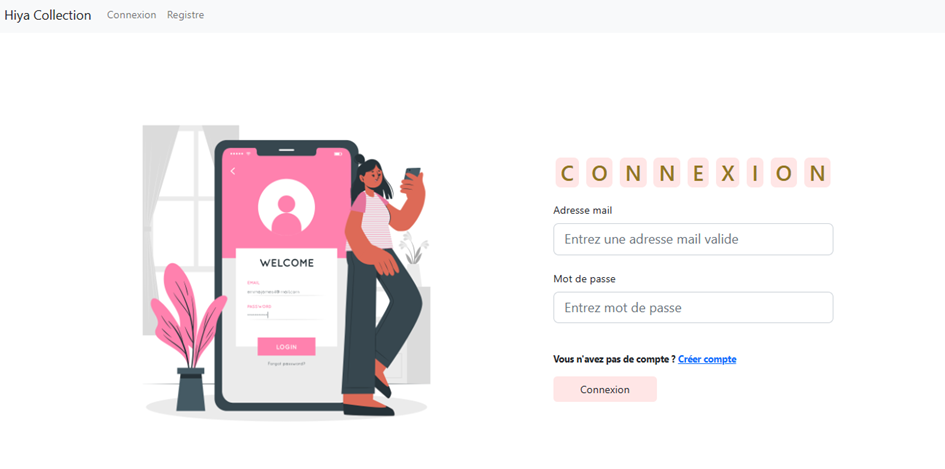 Hiya Collection Connexion Registre
WELCOME
EMAIL
PASSWORD
LOGIN
Forgot password?
CONNEXION
Adresse mail
Entrez une adresse mail valide
Mot de passe
Entrez mot de passe
Vous n'avez pas de compte ? Créer compte
Connexion